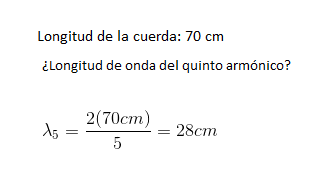 Longitud de la cuerda: 70 cm
¿Longitud de onda del quinto armónico?
λ₅ = 2(70cm)/5 = 28cm